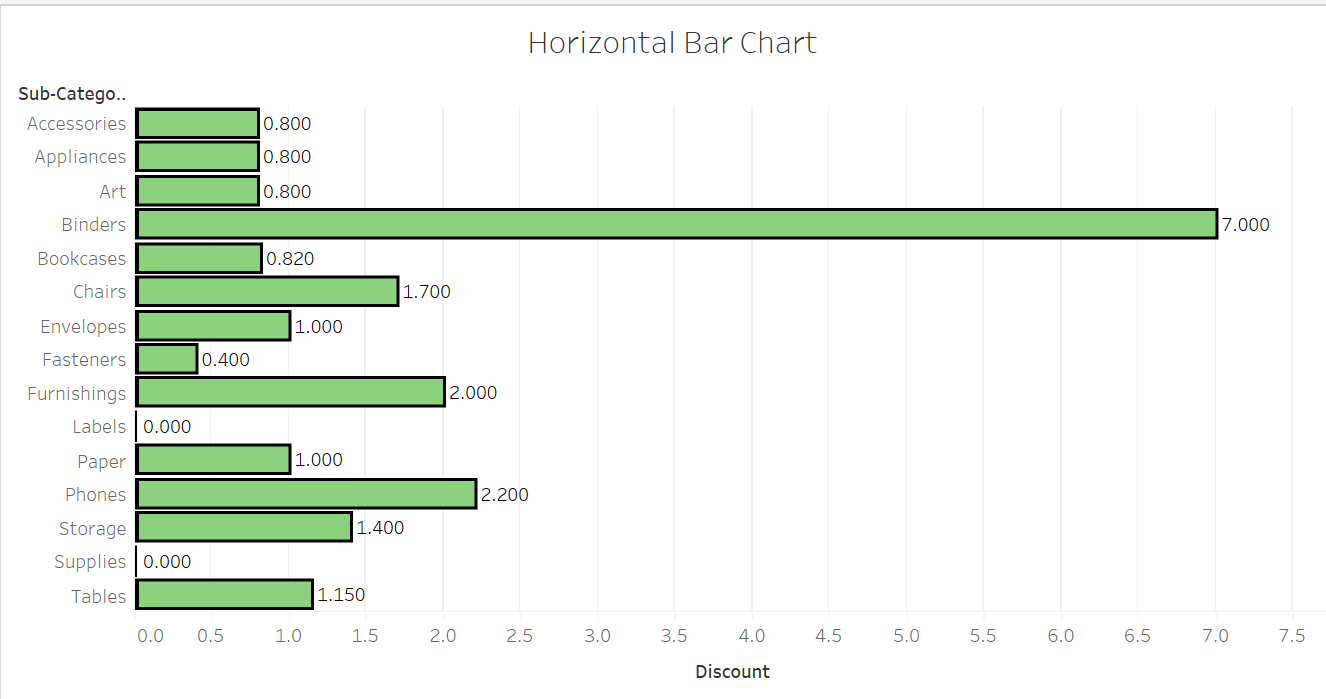 Horizontal Bar Chart
Sub-Catego..
Accessories 0.800
Appliances 0.800
Art 0.800
Binders 7.000
Bookcases 0.820
Chairs 1.700
Envelopes 1.000
Fasteners 0.400
Furnishings 2.000
Labels 0.000
Paper 1.000
Phones 2.200
Storage 1.400
Supplies 0.000
Tables 1.150
0.0 0.5 1.0 1.5 2.0 2.5 3.0 3.5 4.0 4.5 5.0 5.5 6.0 6.5 7.0 7.5
Discount